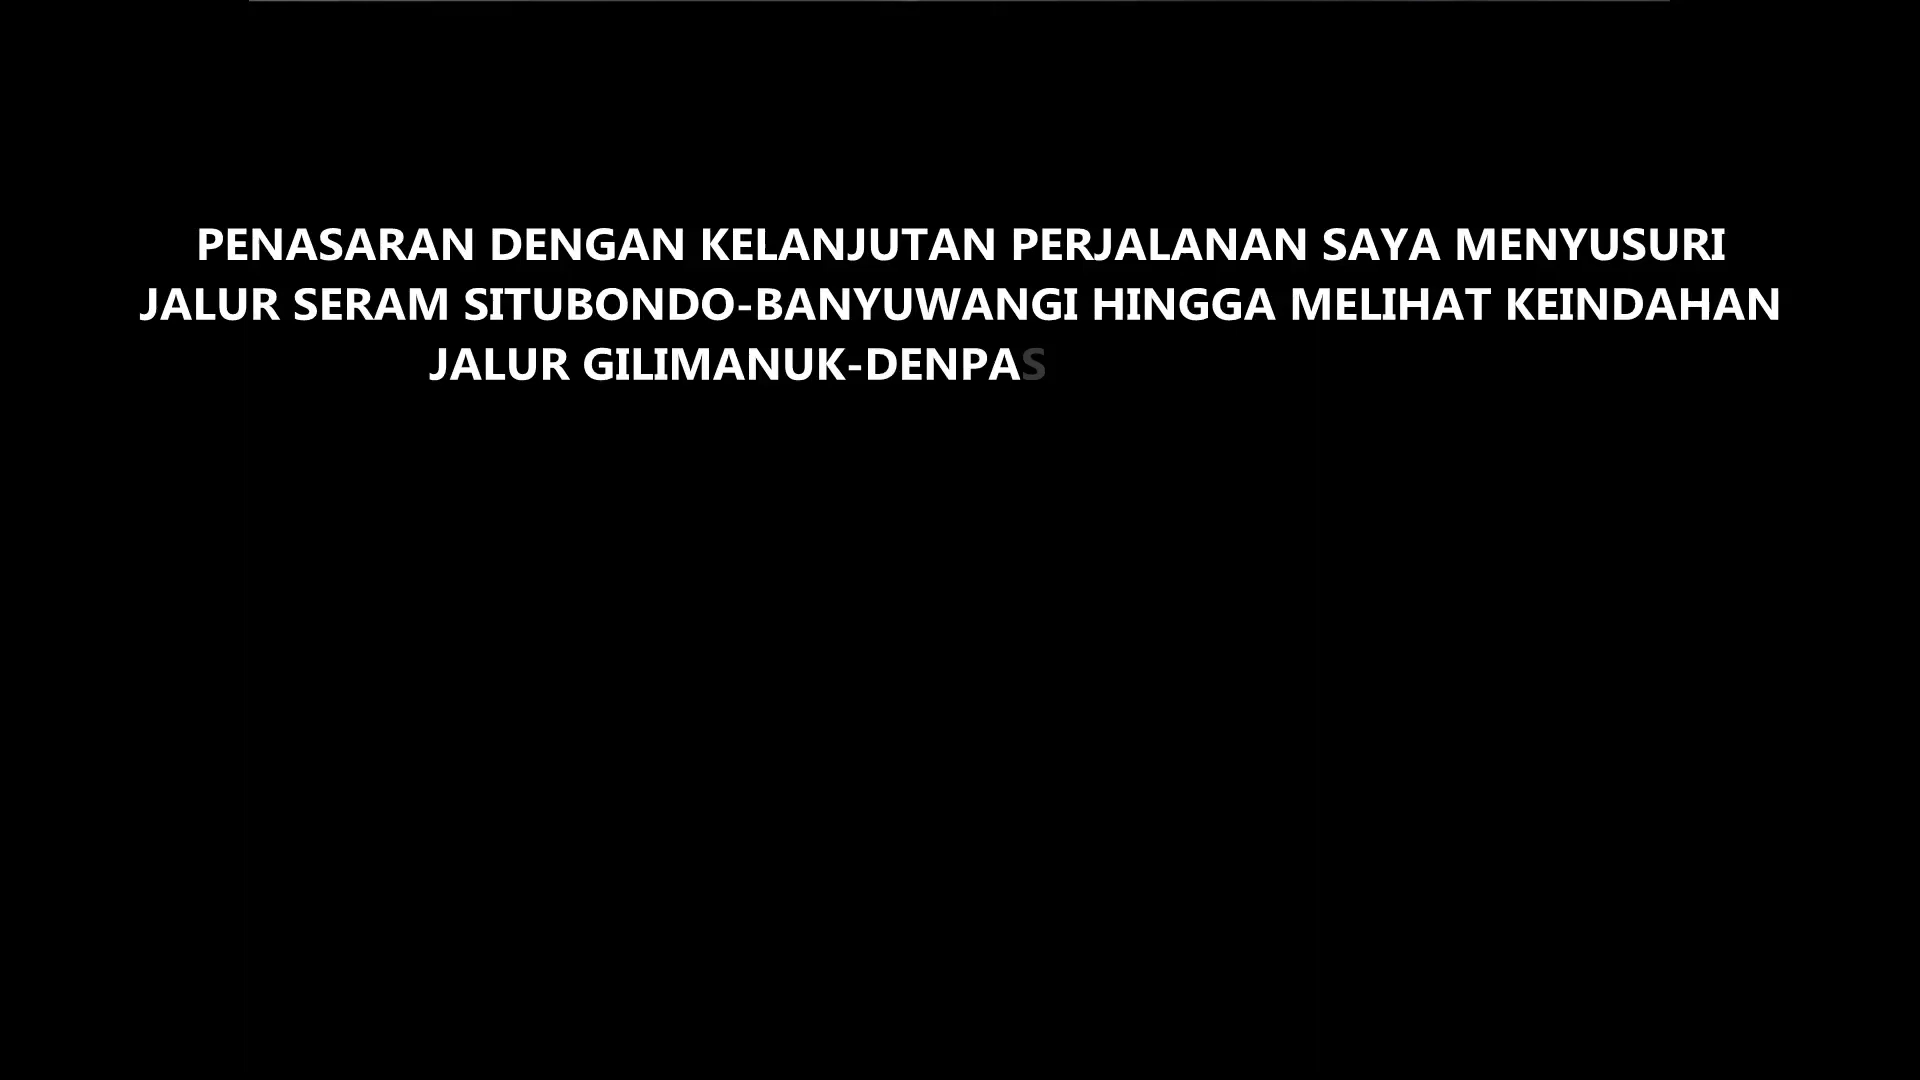 PENASARAN DENGAN KELANJUTAN PERJALANAN SAYA MENYUSURI
JALUR SERAM SITUBONDO-BANYUWANGI HINGGA MELIHAT KEINDAHAN
JALUR GILIMANUK-DENPAS